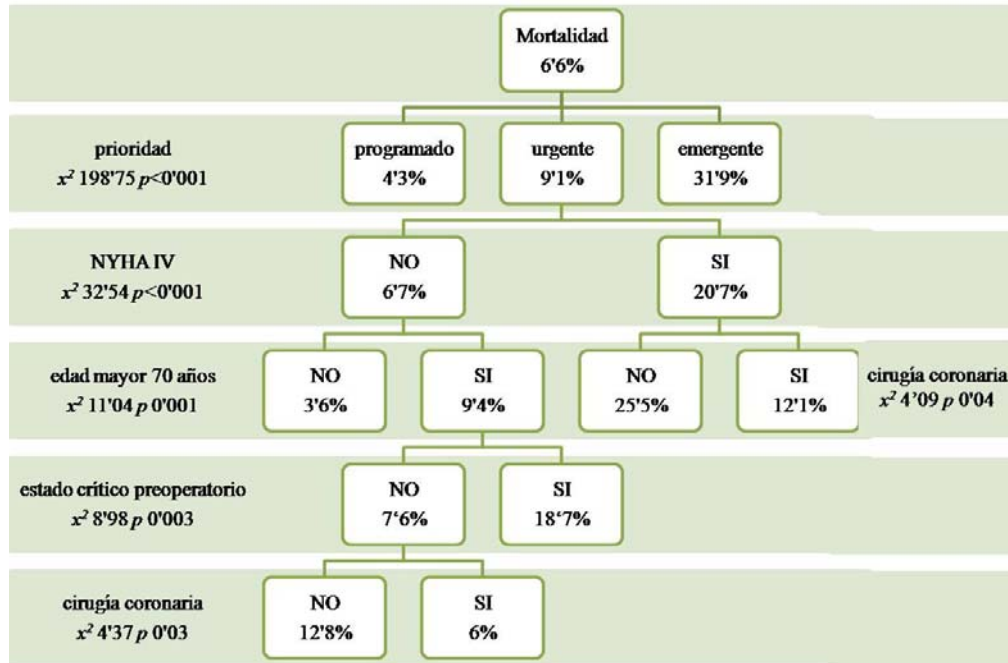 Mortalidad
6'6%
prioridad
x² 198'75 p<0'001
programado
4'3%
urgente
9'1%
emergente
31'9%
NYHA IV
x² 32'54 p<0'001
NO
6'7%
SI
20'7%
edad mayor 70 años
x² 11'04 p 0'001
NO
3'6%
SI
9'4%
NO
25'5%
SI
12'1%
cirugía coronaria
x² 4’09 p 0'04
estado crítico preoperatorio
x² 8'98 p 0'003
NO
7‘6%
SI
18‘7%
cirugía coronaria
x² 4'37 p 0'03
NO
12'8%
SI
6%